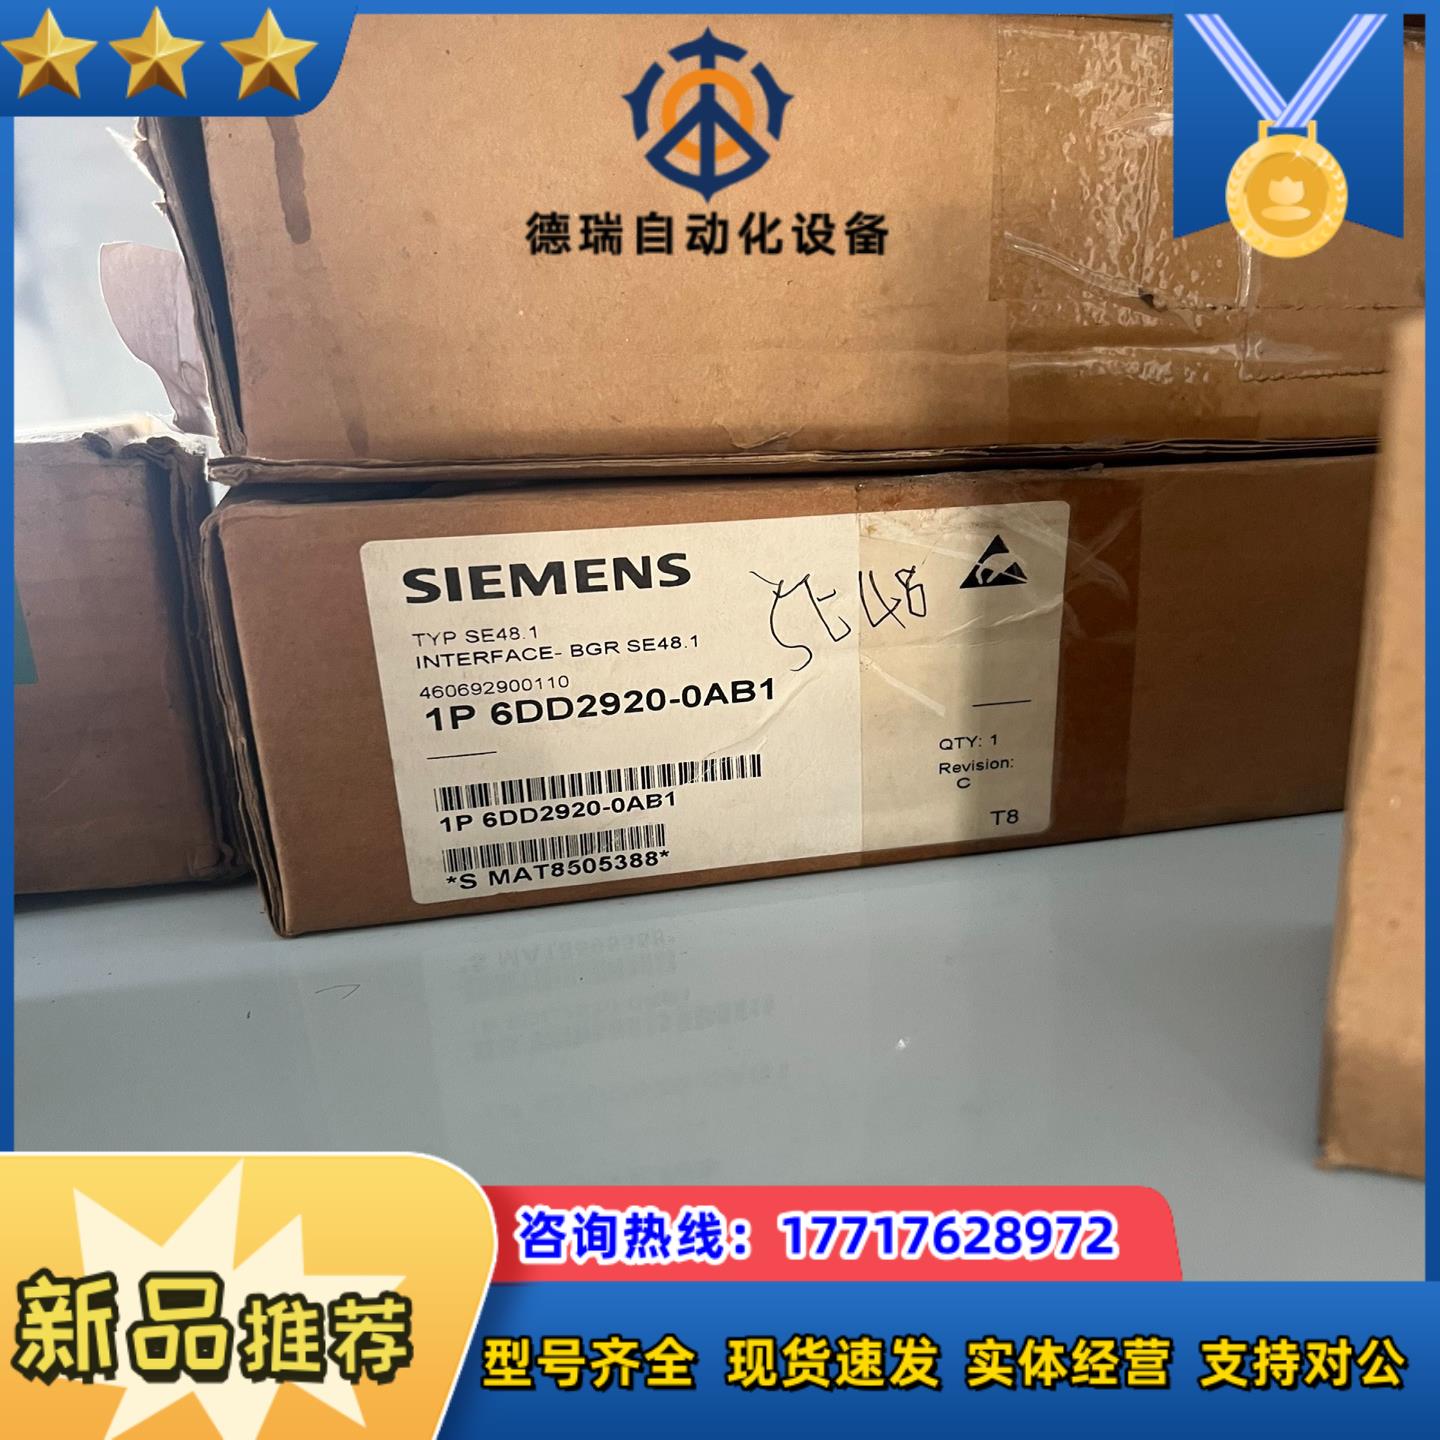 德瑞自动化设备
SIEMENS
SE48
TYP SE48.1
INTERFACE- BGR SE48.1
460692900110
1P 6DD2920-0AB1
QTY: 1
Revision:
C
T8
1P 6DD2920-0AB1
*S MAT8505388*
咨询热线：17717628972
新品推荐
型号齐全 现货速发 实体经营 支持对公